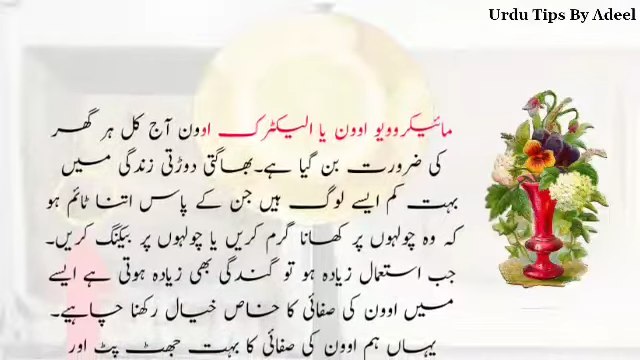 Urdu Tips By Adeel
مائیکروویو اوون یا الیکٹرک اوون آج کل ہر گھر
کی ضرورت بن گیا ہے۔بھاگتی دوڑتی زندگی میں
بہت کم ایسے لوگ ہیں جن کے پاس اتنا ٹائم ہو
کہ وہ چولہوں پر کھانا گرم کریں یا چولہوں پر بیکنگ کریں۔
جب استعمال زیادہ ہو تو گندگی بھی زیادہ ہوتی ہے ایسے
میں اوون کی صفائی کا خاص خیال رکھنا چاہیے۔
یہاں ہم اوون کی صفائی کا بہت جھٹ پٹ اور